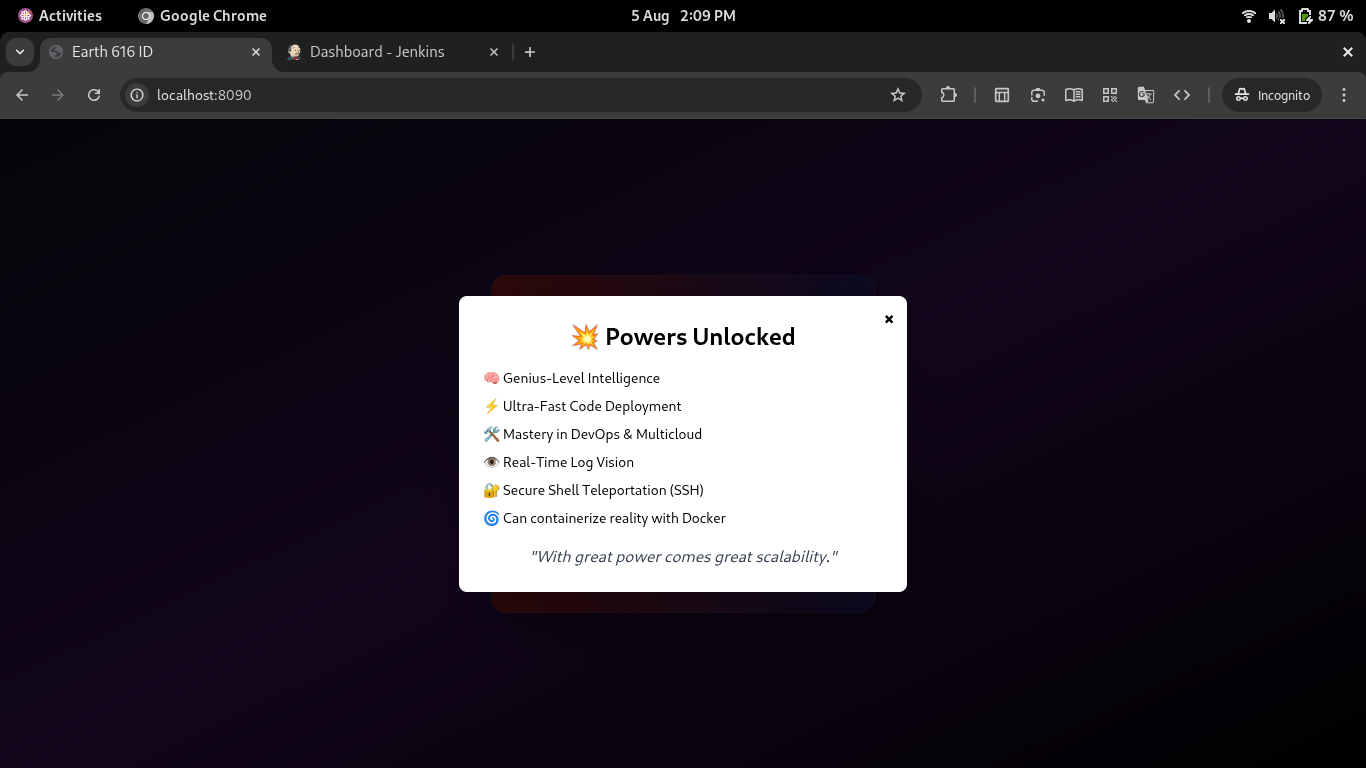 Activities Google Chrome 5 Aug 2:09 PM 87 %
Earth 616 ID Dashboard - Jenkins
localhost:8090 Incognito
💥 Powers Unlocked
🧠 Genius-Level Intelligence
⚡ Ultra-Fast Code Deployment
🛠️ Mastery in DevOps & Multicloud
👁️ Real-Time Log Vision
🔐 Secure Shell Teleportation (SSH)
🌀 Can containerize reality with Docker
"With great power comes great scalability."